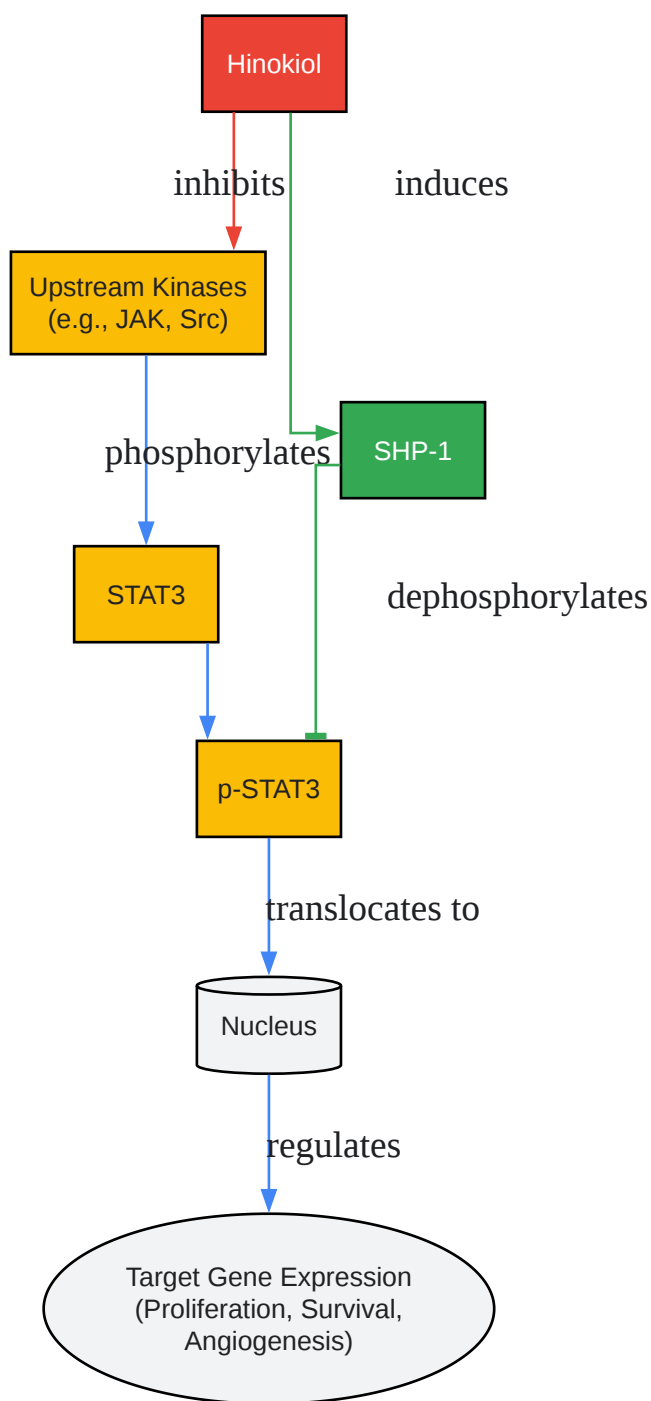 Hinokiol
inhibits
induces
Upstream Kinases
(e.g., JAK, Src)
phosphorylates
SHP-1
STAT3
dephosphorylates
p-STAT3
translocates to
Nucleus
regulates
Target Gene Expression
(Proliferation, Survival,
Angiogenesis)